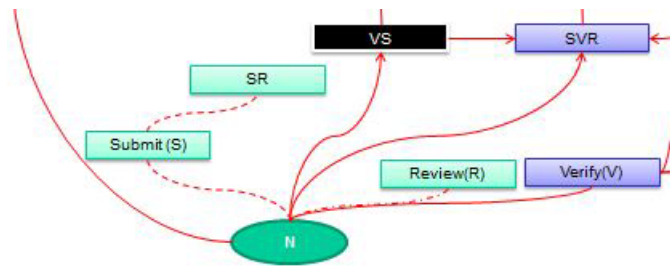 VS
SVR
SR
Submit (S)
Review(R)
Verify(V)
N